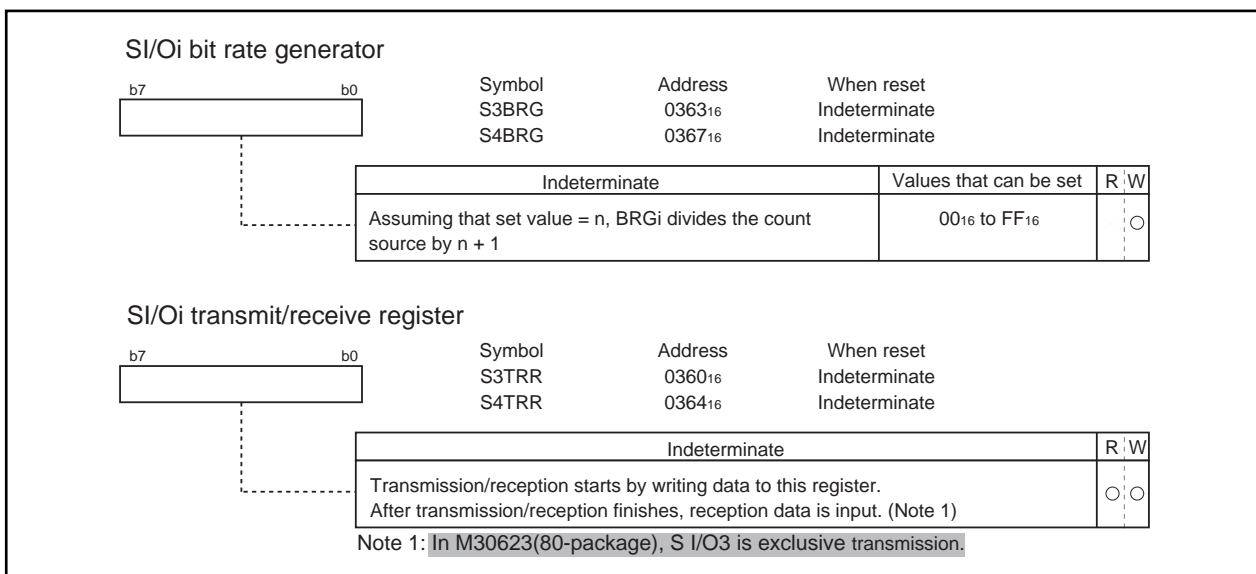 SI/Oi bit rate generator
b7 b0 Symbol Address When reset
S3BRG 036316 Indeterminate
S4BRG 036716 Indeterminate
Indeterminate Values that can be set R W
Assuming that set value = n, BRGi divides the count 0016 to FF16
source by n + 1
SI/Oi transmit/receive register
b7 b0 Symbol Address When reset
S3TRR 036016 Indeterminate
S4TRR 036416 Indeterminate
Indeterminate R W
Transmission/reception starts by writing data to this register.
After transmission/reception finishes, reception data is input. (Note 1)
Note 1: In M30623(80-package), S I/O3 is exclusive transmission.